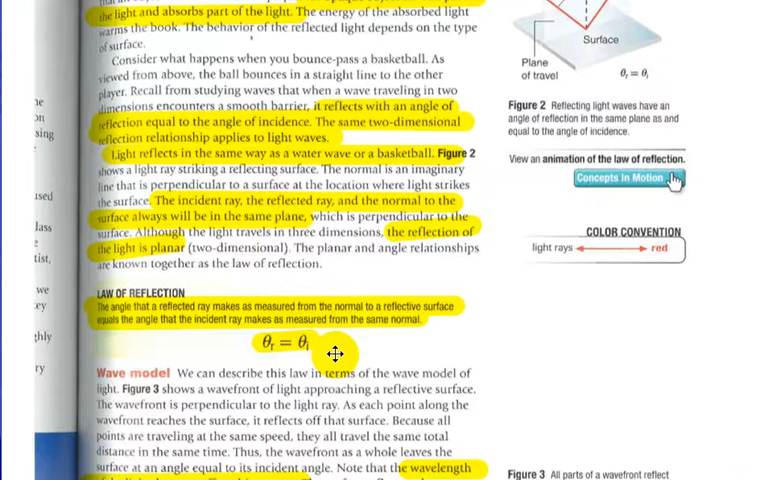 the light and absorbs part of the light. The energy of the absorbed light
warms the book. The behavior of the reflected light depends on the type
of surface.
Consider what happens when you bounce-pass a basketball. As
viewed from above, the ball bounces in a straight line to the other
player. Recall from studying waves that when a wave traveling in two
dimensions encounters a smooth barrier, it reflects with an angle of
reflection equal to the angle of incidence. The same two-dimensional
reflection relationship applies to light waves.
Light reflects in the same way as a water wave or a basketball. Figure 2
shows a light ray striking a reflecting surface. The normal is an imaginary
line that is perpendicular to a surface at the location where light strikes
the surface. The incident ray, the reflected ray, and the normal to the
surface always will be in the same plane, which is perpendicular to the
surface. Although the light travels in three dimensions, the reflection of
the light is planar (two-dimensional). The planar and angle relationships
are known together as the law of reflection.
LAW OF REFLECTION
The angle that a reflected ray makes as measured from the normal to a reflective surface
equals the angle that the incident ray makes as measured from the same normal.
θr = θi
Wave model We can describe this law in terms of the wave model of
light. Figure 3 shows a wavefront of light approaching a reflective surface.
The wavefront is perpendicular to the light ray. As each point along the
wavefront reaches the surface, it reflects off that surface. Because all
points are traveling at the same speed, they all travel the same total
distance in the same time. Thus, the wavefront as a whole leaves the
surface at an angle equal to its incident angle. Note that the wavelength
Surface
Plane
of travel
θr = θi
Figure 2 Reflecting light waves have an
angle of reflection in the same plane as and
equal to the angle of incidence.
View an animation of the law of reflection.
Concepts In Motion
COLOR CONVENTION
light rays red
Figure 3 All parts of a wavefront reflect